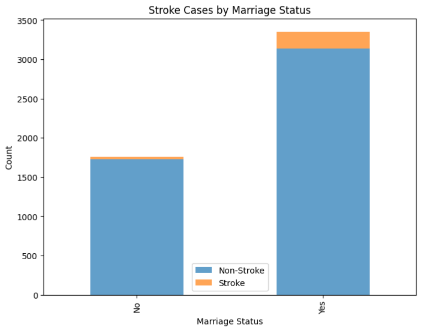 Stroke Cases by Marriage Status
3500
3000
2500
2000
1500
1000
500
0
Count
Non-Stroke
Stroke
No
Yes
Marriage Status